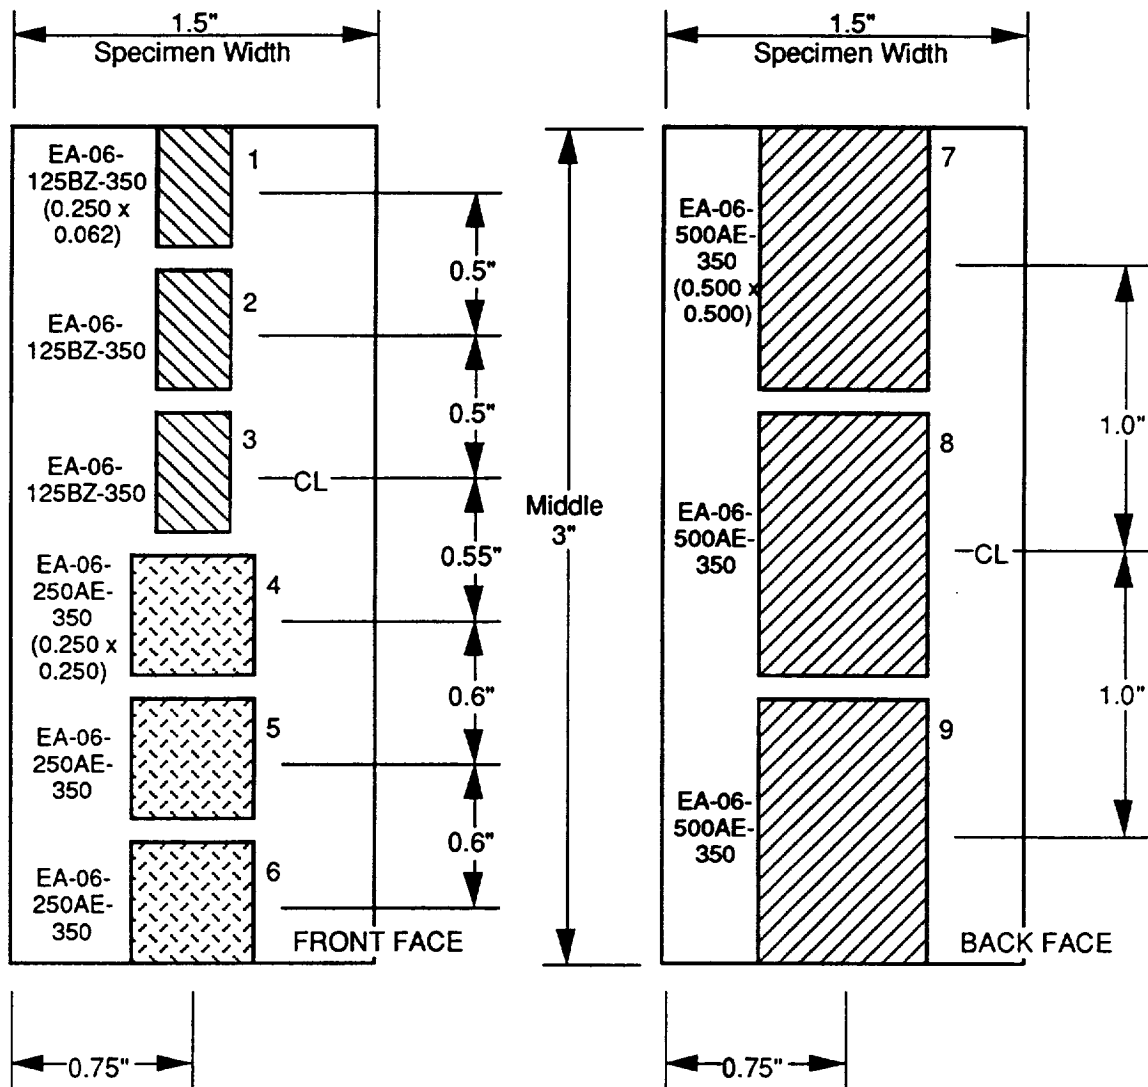 1.5"
Specimen Width
EA-06-
125BZ-350
(0.250 x
0.062)
1
0.5"
EA-06-
125BZ-350
2
0.5"
EA-06-
125BZ-350
3
CL
0.55"
EA-06-
250AE-
350
(0.250 x
0.250)
4
0.6"
EA-06-
250AE-
350
5
0.6"
EA-06-
250AE-
350
6
FRONT FACE
0.75"
Middle
3"
1.5"
Specimen Width
EA-06-
500AE-
350
(0.500 x
0.500)
7
1.0"
EA-06-
500AE-
350
8
CL
1.0"
EA-06-
500AE-
350
9
BACK FACE
0.75"